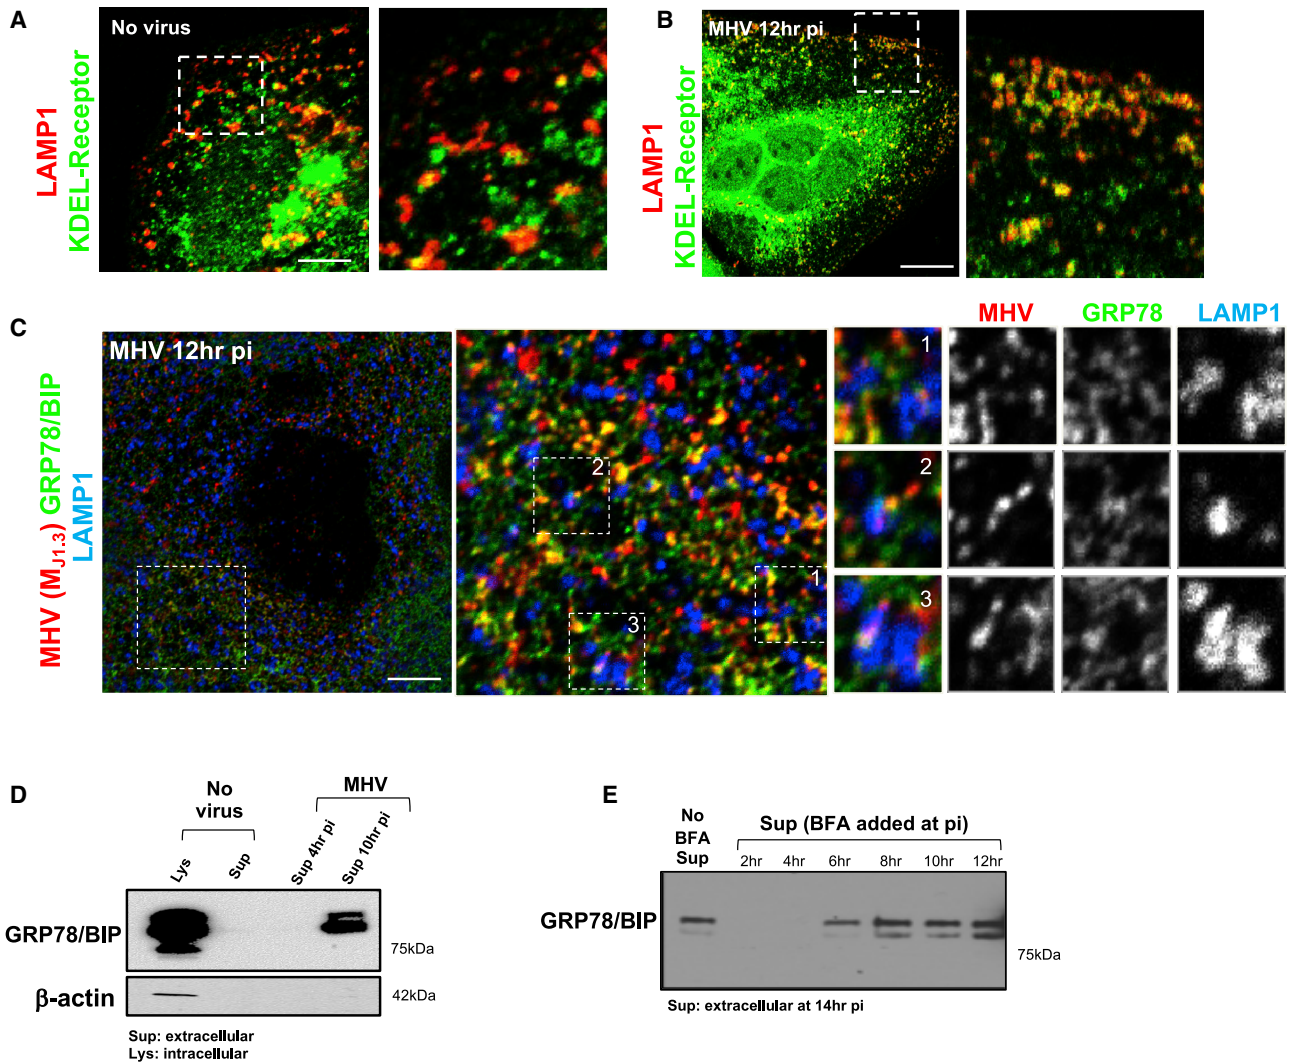 A
No virus
LAMP1
KDEL-Receptor
B
MHV 12hr pi
LAMP1
KDEL-Receptor
C
MHV 12hr pi
MHV (MJ1.3) GRP78/BIP
LAMP1
2
1
3
MHV GRP78 LAMP1
1
2
3
D
No
virus
MHV
Lys
Sup
Sup 4hr pi
Sup 10hr pi
GRP78/BIP
75kDa
β-actin
42kDa
Sup: extracellular
Lys: intracellular
E
No
BFA
Sup
Sup (BFA added at pi)
2hr 4hr 6hr 8hr 10hr 12hr
GRP78/BIP
75kDa
Sup: extracellular at 14hr pi